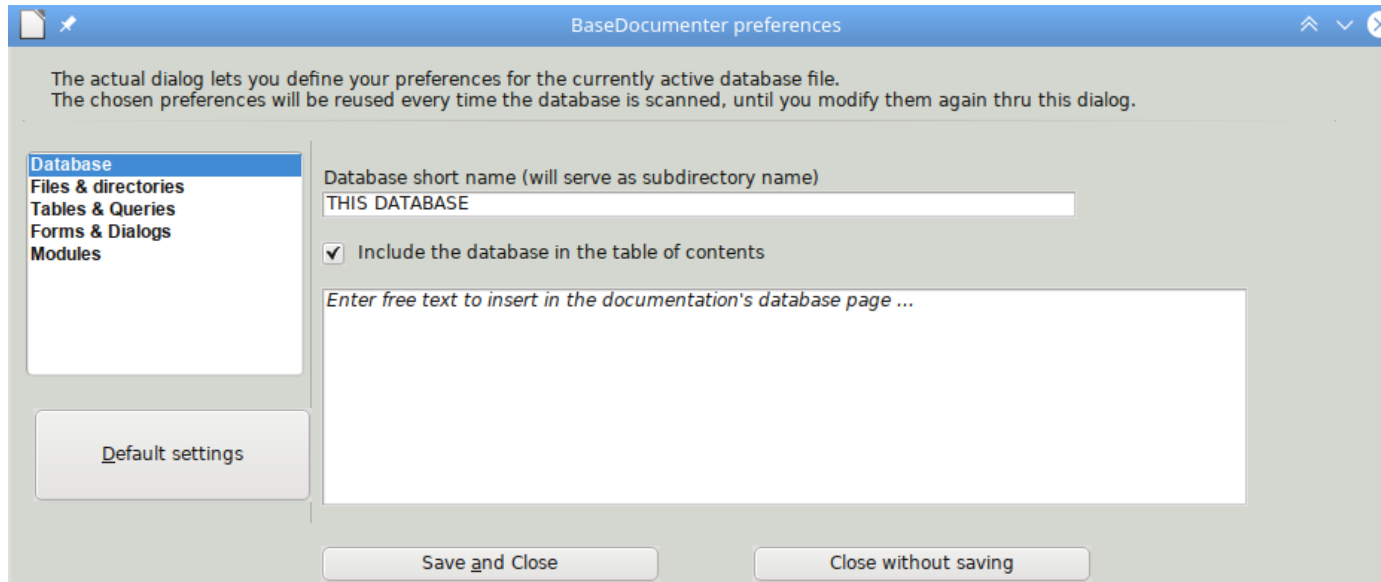 BaseDocumenter preferences
The actual dialog lets you define your preferences for the currently active database file.
The chosen preferences will be reused every time the database is scanned, until you modify them again thru this dialog.
Database
Files & directories
Tables & Queries
Forms & Dialogs
Modules
Default settings
Database short name (will serve as subdirectory name)
THIS DATABASE
Include the database in the table of contents
Enter free text to insert in the documentation's database page ...
Save and Close
Close without saving